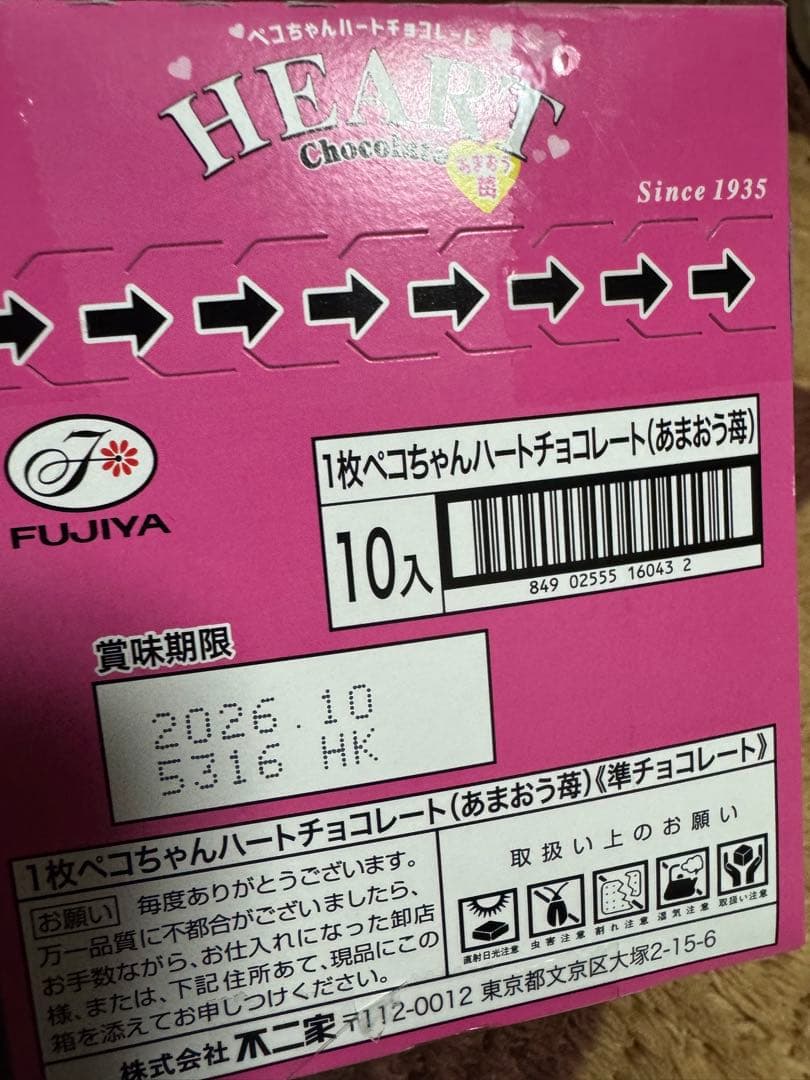 ペコちゃんハートチョコレート
HEART
Chocolate
あまおう
苺
Since 1935
FUJIYA
1枚ペコちゃんハートチョコレート(あまおう苺)
10入
849 02555 16043 2
賞味期限
2026.10
5316 HK
1枚ペコちゃんハートチョコレート(あまおう苺)《準チョコレート》
お願い 毎度ありがとうございます。
万一品質に不都合がございましたら、
お手数ながら、お仕入れになった卸店
様、または、下記住所あて、現品にこの
箱を添えてお申しつけください。
取扱い上のお願い
直射日光注意 虫害注意 割れ注意 湿気注意 取扱い注意
株式会社 不二家 〒112-0012 東京都文京区大塚2-15-6